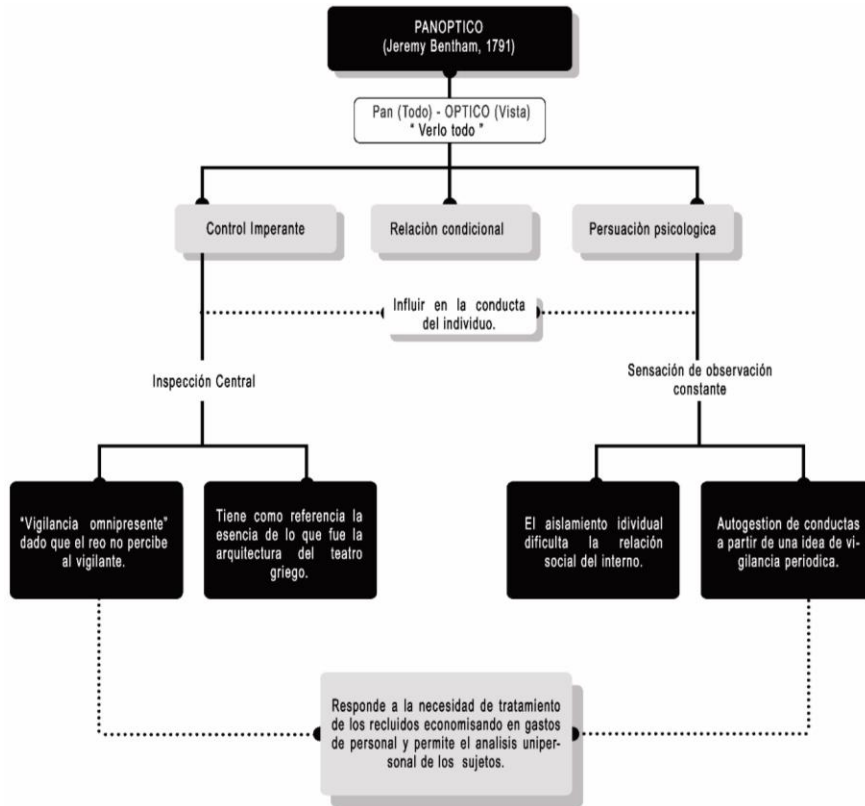 PANOPTICO
(Jeremy Bentham, 1791)
Pan (Todo) - OPTICO (Vista)
" Verlo todo "
Control Imperante
Relaciòn condicional
Persuaciòn psicologica
Influir en la conducta
del individuo.
Inspección Central
Sensación de observación
constante
"Vigilancia omnipresente"
dado que el reo no percibe
al vigilante.
Tiene como referencia la
esencia de lo que fue la
arquitectura del teatro
griego.
El aislamiento idividual
dificulta la relación
social del interno.
Autogestion de conductas
a partir de una idea de vi-
gilancia periodica.
Responde a la necesidad de tratamiento
de los recluidos economisando en gastos
de personal y permite el analisis uniper-
sonal de los sujetos.